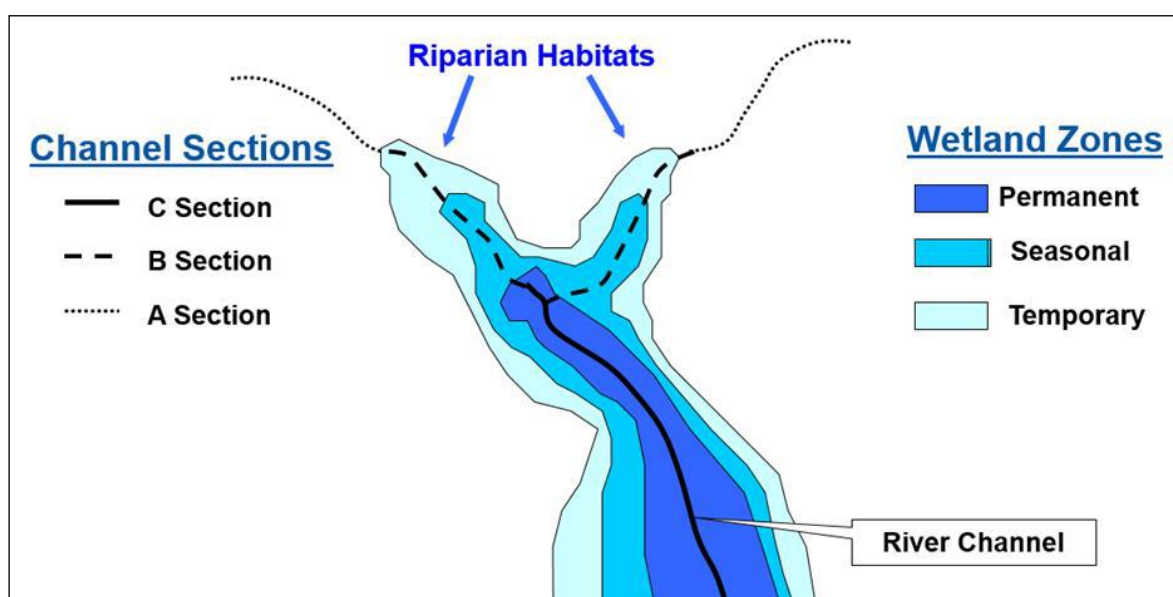 Riparian Habitats
Channel Sections
C Section
B Section
A Section
Wetland Zones
Permanent
Seasonal
Temporary
River Channel